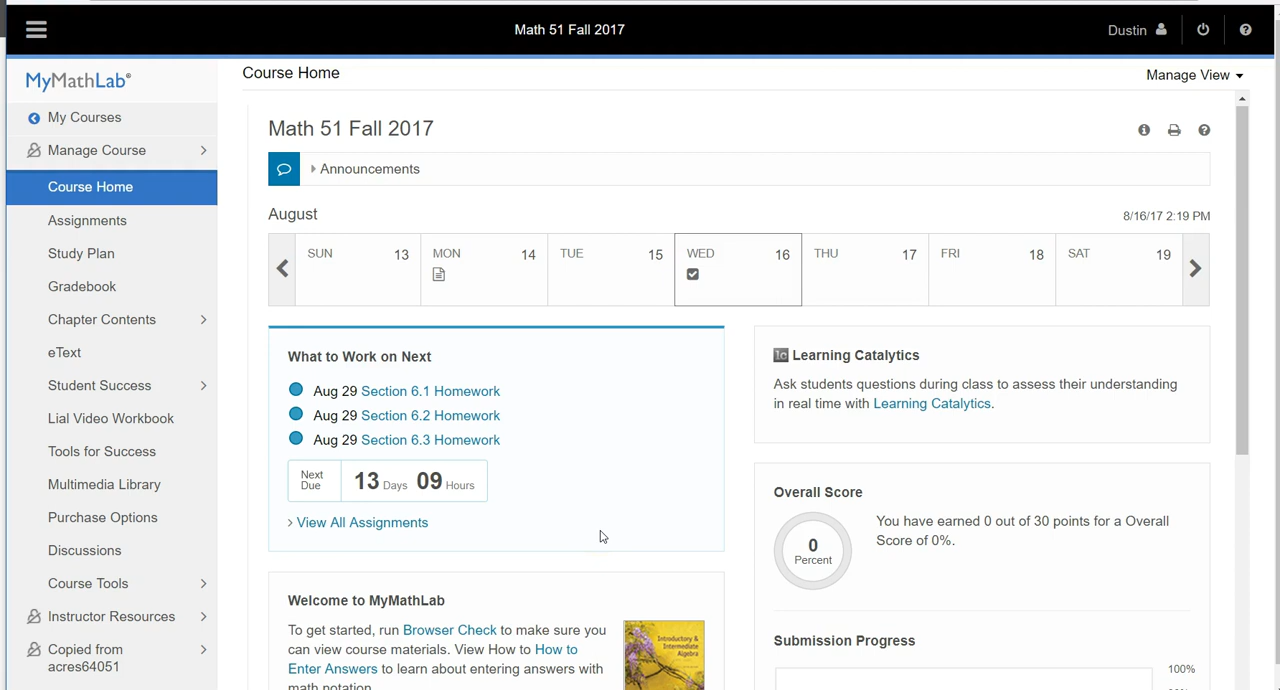 Math 51 Fall 2017
Dustin
MyMathLab®
My Courses
Manage Course
Course Home
Assignments
Study Plan
Gradebook
Chapter Contents
eText
Student Success
Lial Video Workbook
Tools for Success
Multimedia Library
Purchase Options
Discussions
Course Tools
Instructor Resources
Copied from
acres64051
Course Home
Manage View
Math 51 Fall 2017
Announcements
August
8/16/17 2:19 PM
SUN 13
MON 14
TUE 15
WED 16
THU 17
FRI 18
SAT 19
What to Work on Next
Aug 29 Section 6.1 Homework
Aug 29 Section 6.2 Homework
Aug 29 Section 6.3 Homework
Next
Due
13 Days 09 Hours
View All Assignments
Welcome to MyMathLab
To get started, run Browser Check to make sure you
can view course materials. View How to How to
Enter Answers to learn about entering answers with
math notation.
Introductory &
Intermediate
Algebra
Learning Catalytics
Ask students questions during class to assess their understanding
in real time with Learning Catalytics.
Overall Score
0
Percent
You have earned 0 out of 30 points for a Overall
Score of 0%.
Submission Progress
100%